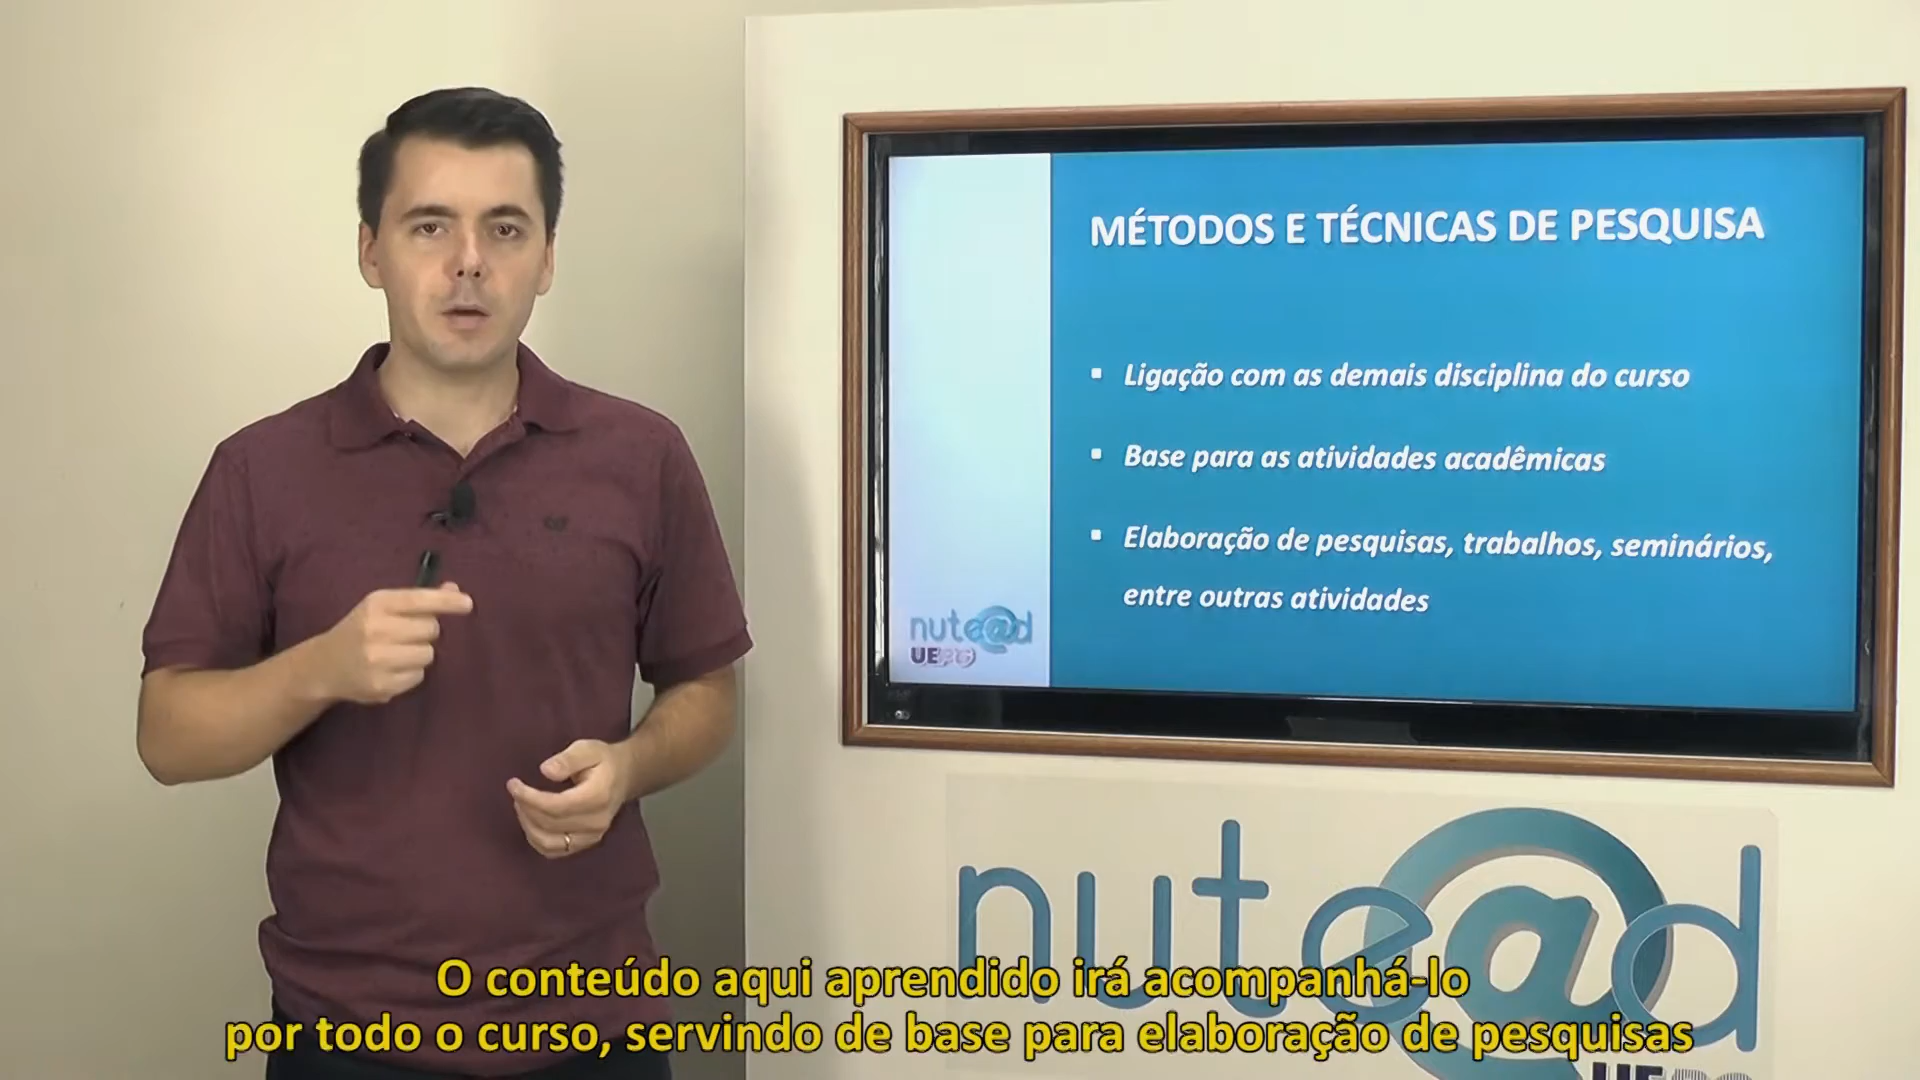 MÉTODOS E TÉCNICAS DE PESQUISA
▪ Ligação com as demais disciplina do curso
▪ Base para as atividades acadêmicas
▪ Elaboração de pesquisas, trabalhos, seminários,
entre outras atividades
nute@d
UEPG
nute@d
UEPG
O conteúdo aqui aprendido irá acompanhá-lo
por todo o curso, servindo de base para elaboração de pesquisas